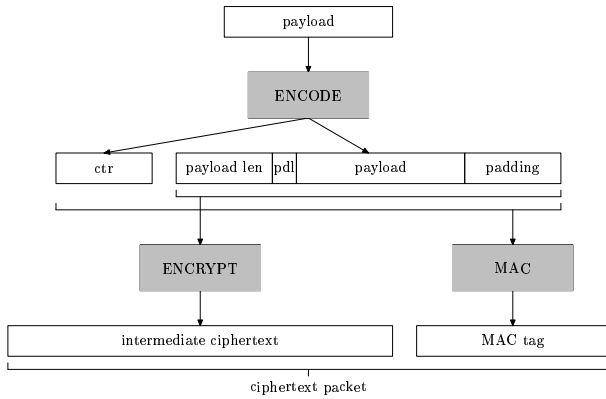 payload
ENCODE
ctr
payload len pdl payload padding
ENCRYPT MAC
intermediate ciphertext MAC tag
ciphertext packet